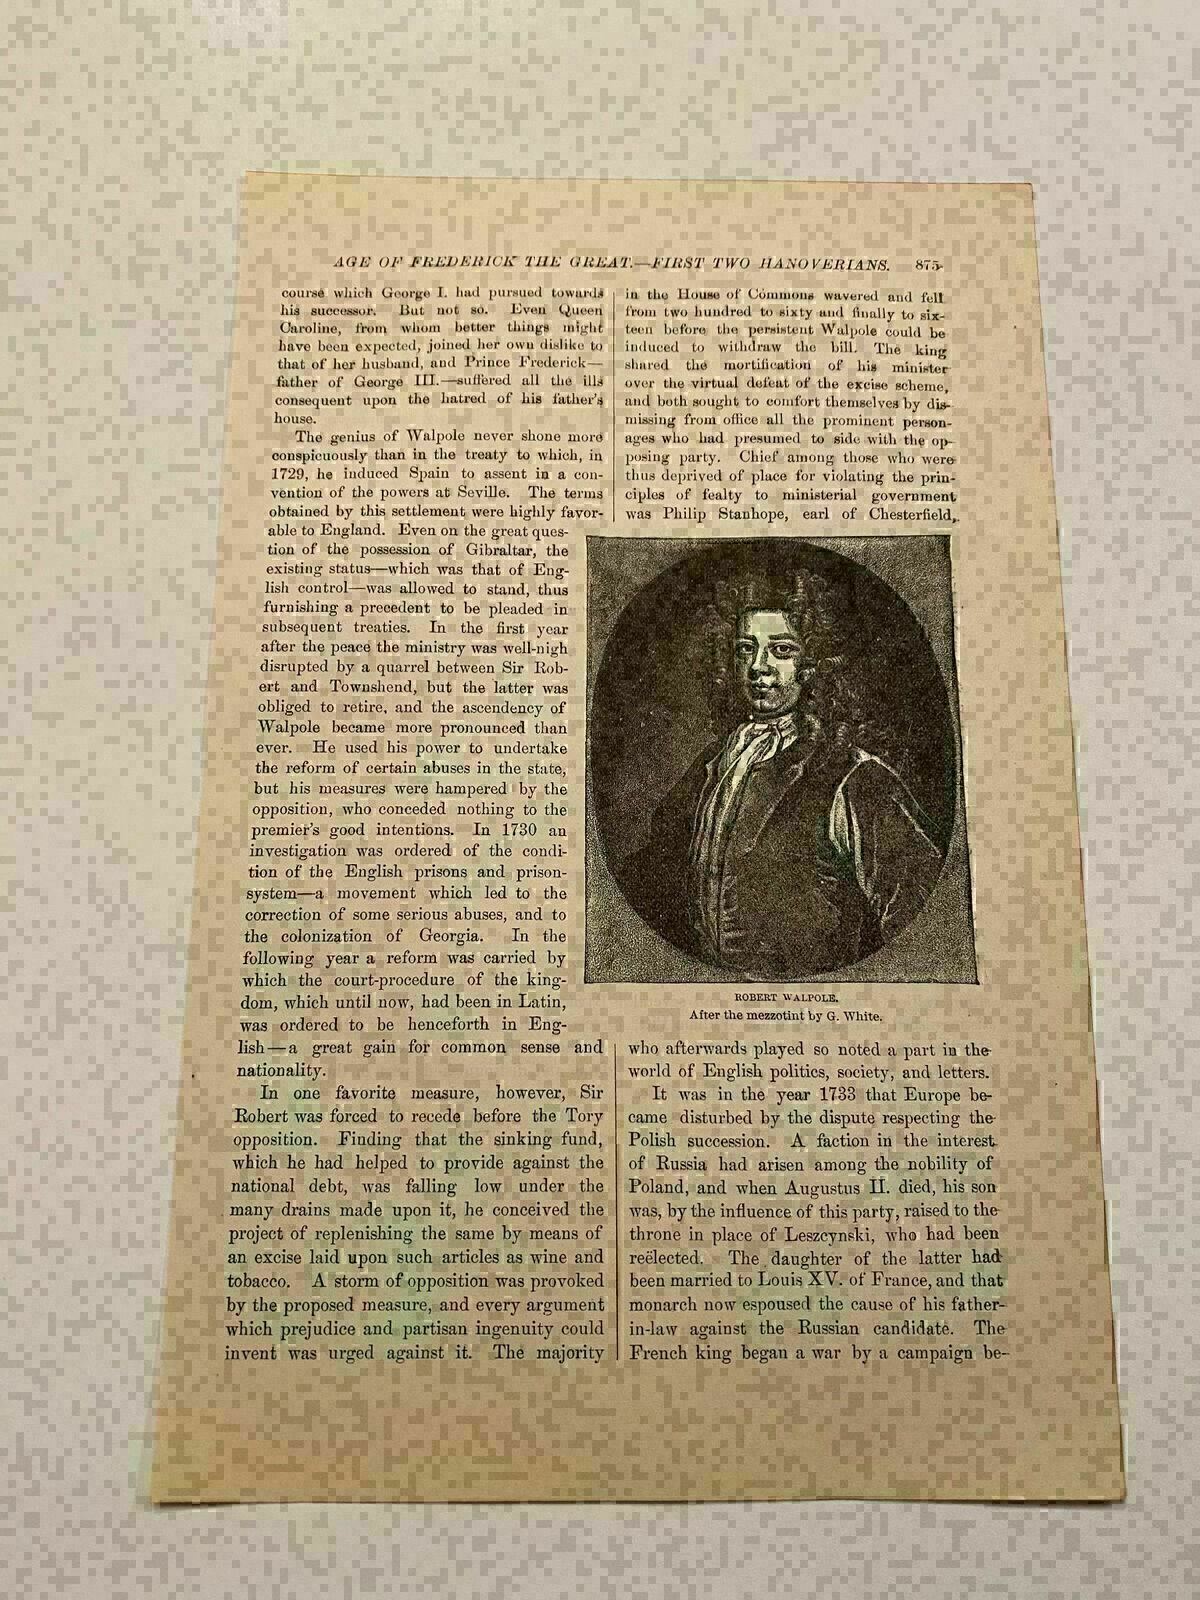 AGE OF FREDERICK THE GREAT.—FIRST TWO HANOVERIANS. 875
course which George I. had pursued towards
his successor. But not so. Even Queen
Caroline, from whom better things might
have been expected, joined her own dislike to
that of her husband, and Prince Frederick—
father of George III.—suffered all the ills
consequent upon the hatred of his father's
house.
The genius of Walpole never shone more
conspicuously than in the treaty to which, in
1729, he induced Spain to assent in a con-
vention of the powers at Seville. The terms
obtained by this settlement were highly favor-
able to England. Even on the great ques-
tion of the possession of Gibraltar, the
existing status—which was that of Eng-
lish control—was allowed to stand, thus
furnishing a precedent to be pleaded in
subsequent treaties. In the first year
after the peace the ministry was well-nigh
disrupted by a quarrel between Sir Rob-
ert and Townshend, but the latter was
obliged to retire, and the ascendency of
Walpole became more pronounced than
ever. He used his power to undertake
the reform of certain abuses in the state,
but his measures were hampered by the
opposition, who conceded nothing to the
premier's good intentions. In 1730 an
investigation was ordered of the condi-
tion of the English prisons and prison-
system—a movement which led to the
correction of some serious abuses, and to
the colonization of Georgia. In the
following year a reform was carried by
which the court-procedure of the king-
dom, which until now, had been in Latin,
was ordered to be henceforth in Eng-
lish—a great gain for common sense and
nationality.
In one favorite measure, however, Sir
Robert was forced to recede before the Tory
opposition. Finding that the sinking fund,
which he had helped to provide against the
national debt, was falling low under the
many drains made upon it, he conceived the
project of replenishing the same by means of
an excise laid upon such articles as wine and
tobacco. A storm of opposition was provoked
by the proposed measure, and every argument
which prejudice and partisan ingenuity could
invent was urged against it. The majority
in the House of Commons wavered and fell
from two hundred to sixty and finally to six-
teen before the persistent Walpole could be
induced to withdraw the bill. The king
shared the mortification of his minister
over the virtual defeat of the excise scheme,
and both sought to comfort themselves by dis-
missing from office all the prominent person-
ages who had presumed to side with the op-
posing party. Chief among those who were
thus deprived of place for violating the prin-
ciples of fealty to ministerial government
was Philip Stanhope, earl of Chesterfield,
ROBERT WALPOLE.
After the mezzotint by G. White.
who afterwards played so noted a part in the
world of English politics, society, and letters.
It was in the year 1733 that Europe be-
came disturbed by the dispute respecting the
Polish succession. A faction in the interest
of Russia had arisen among the nobility of
Poland, and when Augustus II. died, his son
was, by the influence of this party, raised to the
throne in place of Leszcynski, who had been
reëlected. The daughter of the latter had
been married to Louis XV. of France, and that
monarch now espoused the cause of his father-
in-law against the Russian candidate. The
French king began a war by a campaign be-